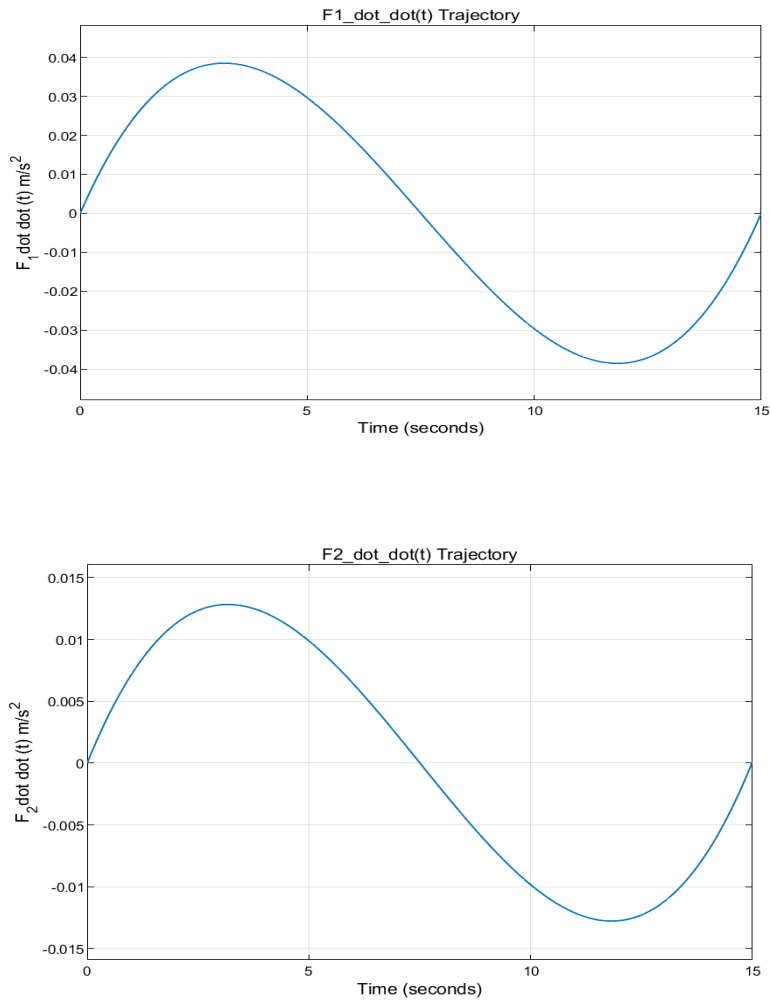 F1_dot_dot(t) Trajectory
0.04
0.03
0.02
0.01
0
-0.01
-0.02
-0.03
-0.04
F1dot dot (t) m/s2
0 5 10 15
Time (seconds)
F2_dot_dot(t) Trajectory
0.015
0.01
0.005
0
-0.005
-0.01
-0.015
F2dot dot (t) m/s2
0 5 10 15
Time (seconds)